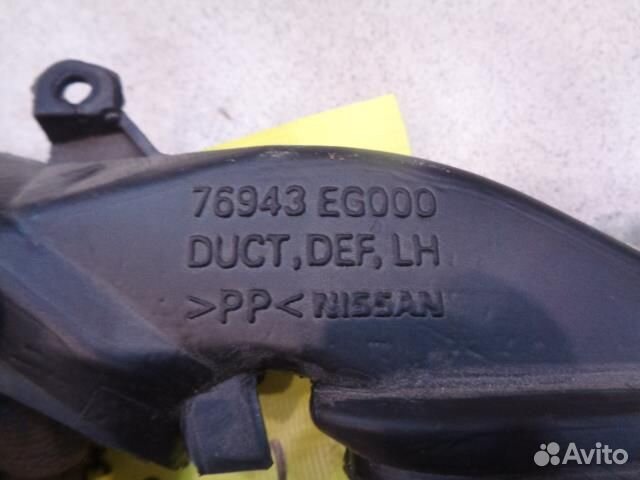 76943 EG000
DUCT, DEF, LH
>PP< NISSAN
Avito